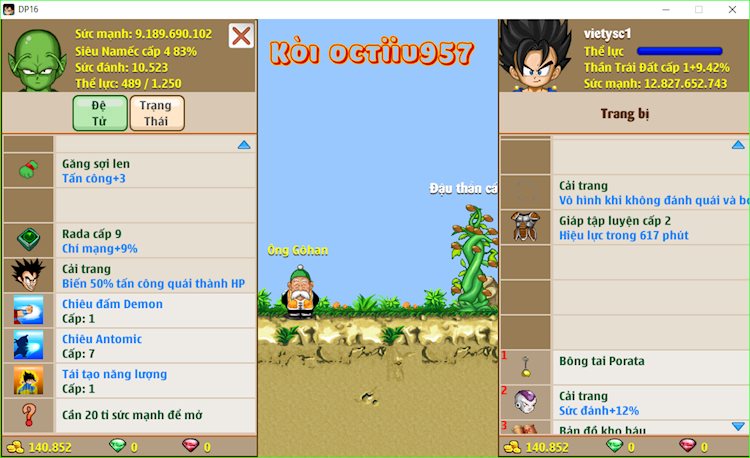 DP16
Sức mạnh: 9.189.690.102
Siêu Namếc cấp 4 83%
Sức đánh: 10.523
Thể lực: 489 / 1.250
Đệ
Tử
Trạng
Thái
Găng sợi len
Tấn công+3
Rada cấp 9
Chí mạng+9%
Cải trang
Biến 50% tấn công quái thành HP
Chiêu đấm Demon
Cấp: 1
Chiêu Antomic
Cấp: 7
Tái tạo năng lượng
Cấp: 1
Cần 20 tỉ sức mạnh để mở
140.852
0
0
Kòi octiiu957
Đậu thần cá
Ông Gôhan
vietysc1
Thể lực
Thần Trái Đất cấp 1+9.42%
Sức mạnh: 12.827.652.743
Trang bị
Cải trang
Vô hình khi không đánh quái và bo
Giáp tập luyện cấp 2
Hiệu lực trong 617 phút
1
Bông tai Porata
2
Cải trang
Sức đánh+12%
3
Bản đồ kho báu
140.852
0
0